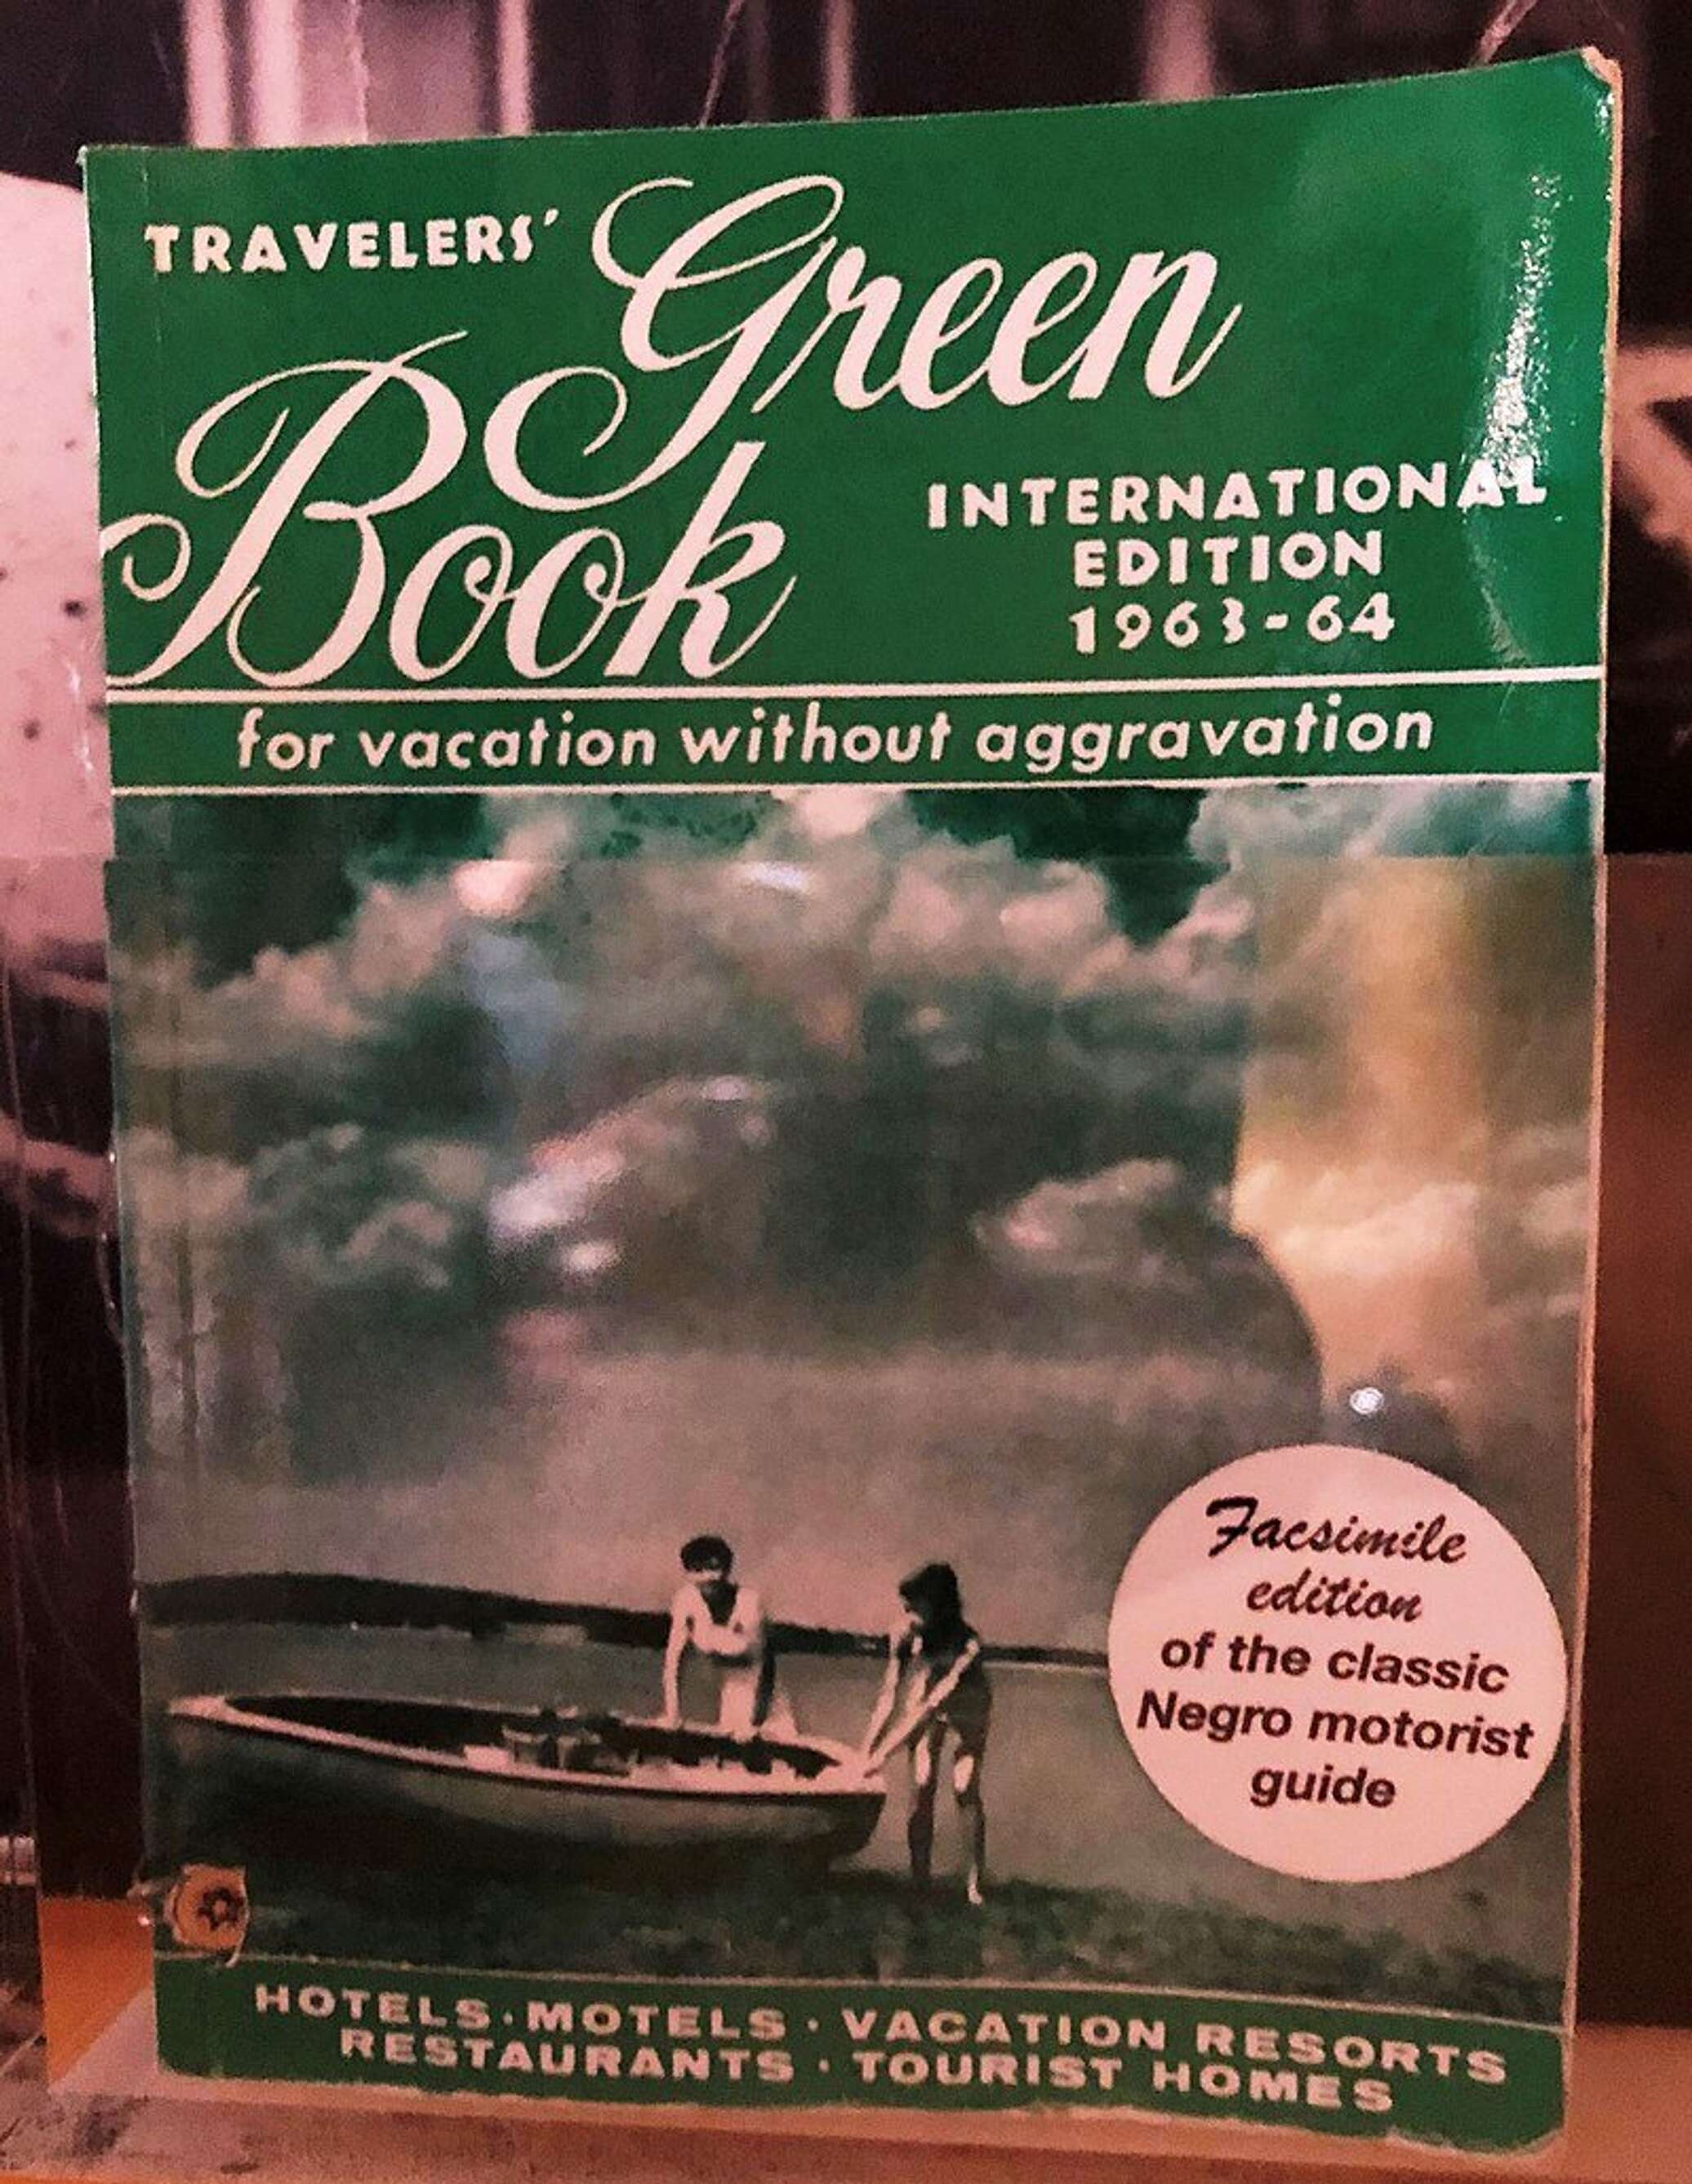 TRAVELERS' Green
Book
INTERNATIONAL
EDITION
1963-64
for vacation without aggravation
Facsimile
edition
of the classic
Negro motorist
guide
HOTELS · MOTELS · VACATION RESORTS
RESTAURANTS · TOURIST HOMES